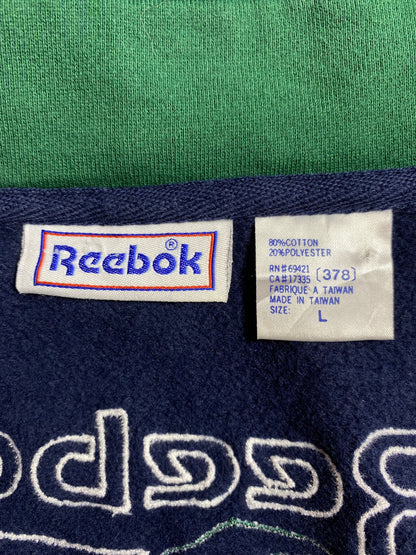 Reebok®
80%COTTON
20%POLYESTER
RN#69421
CA#17335 (378)
FABRIQUE A TAIWAN
MADE IN TAIWAN
SIZE: L